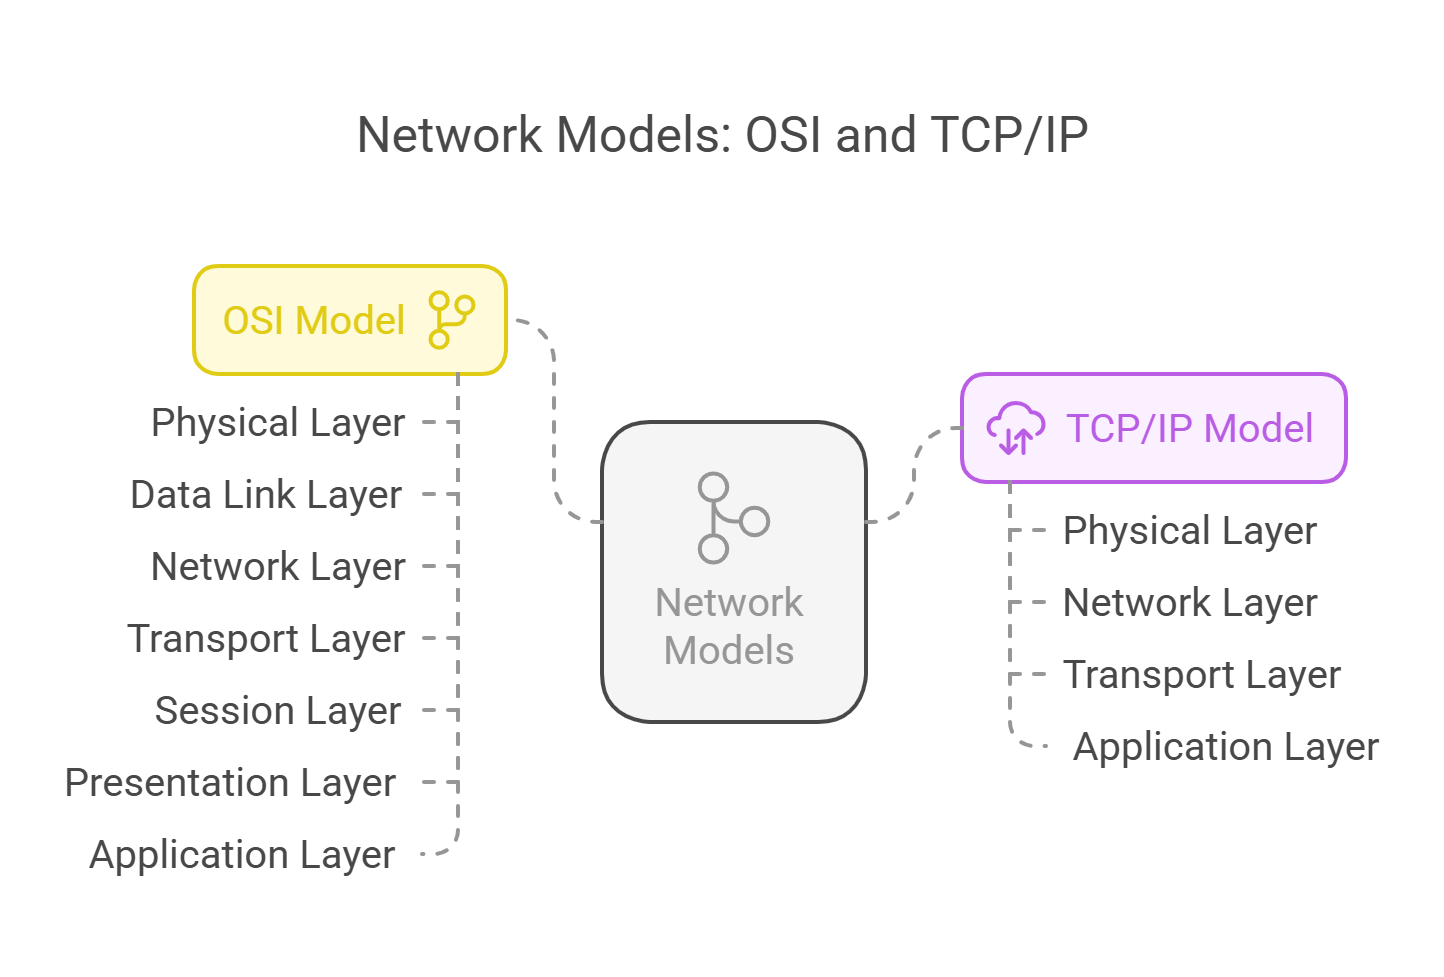 Network Models: OSI and TCP/IP
OSI Model
Physical Layer
Data Link Layer
Network Layer
Transport Layer
Session Layer
Presentation Layer
Application Layer
Network
Models
TCP/IP Model
Physical Layer
Network Layer
Transport Layer
Application Layer